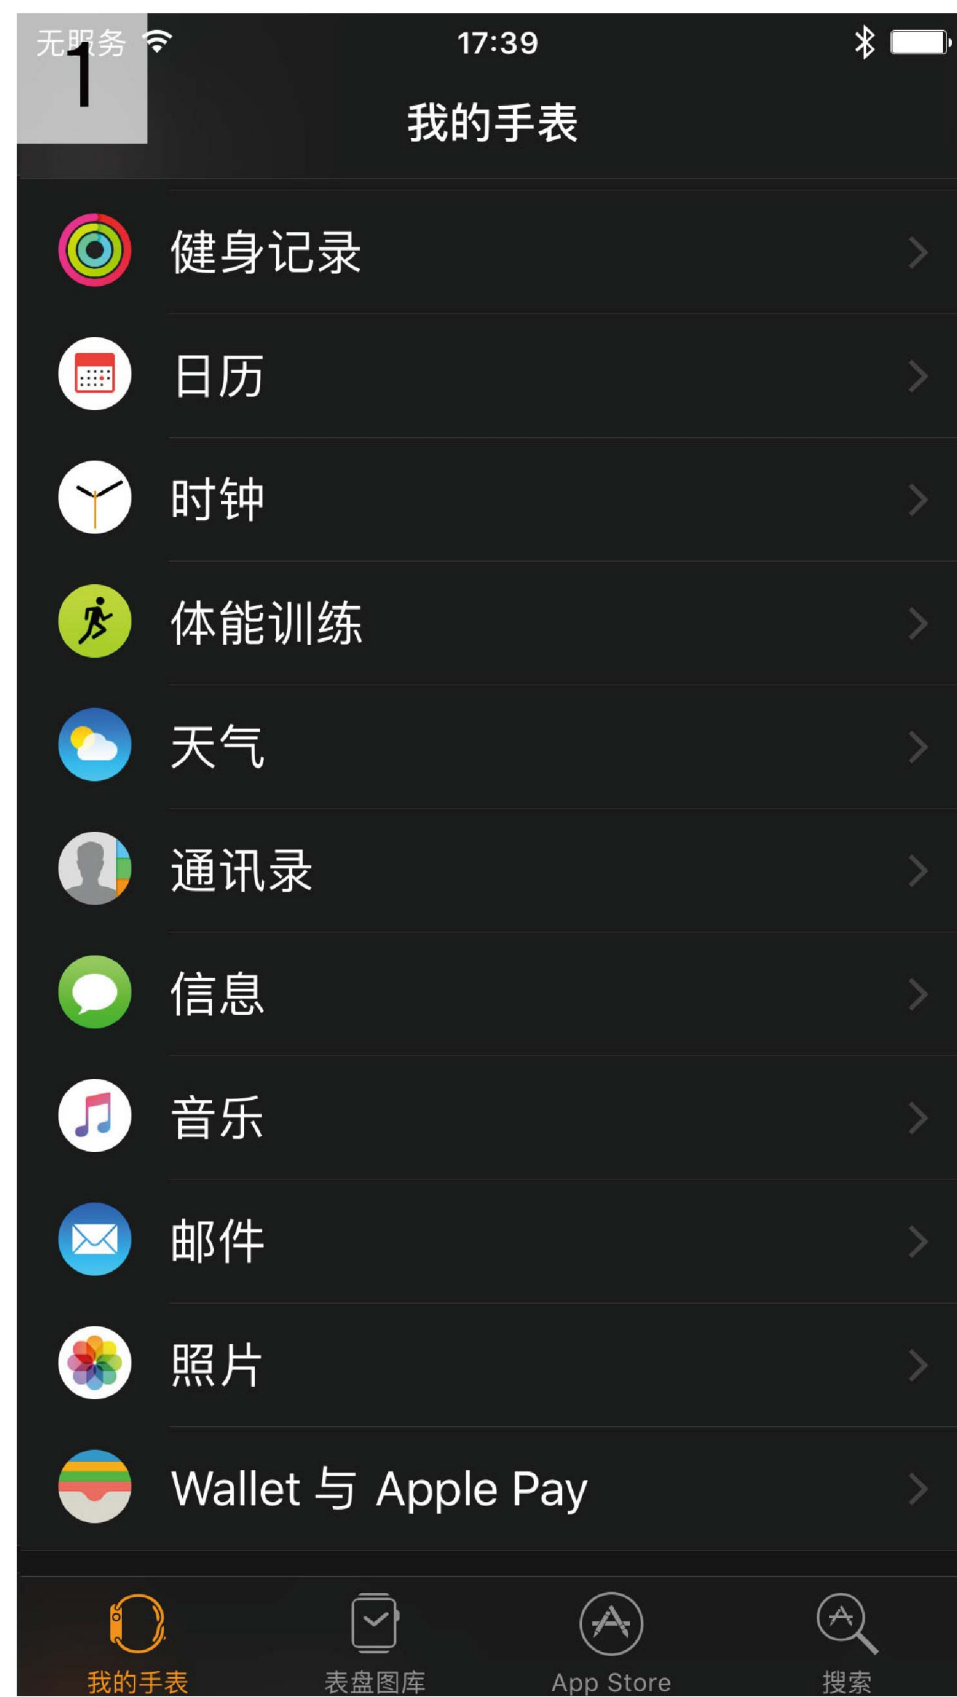 无服务 17:39
1
我的手表
健身记录
日历
时钟
体能训练
天气
通讯录
信息
音乐
邮件
照片
Wallet 与 Apple Pay
我的手表 表盘图库 App Store 搜索